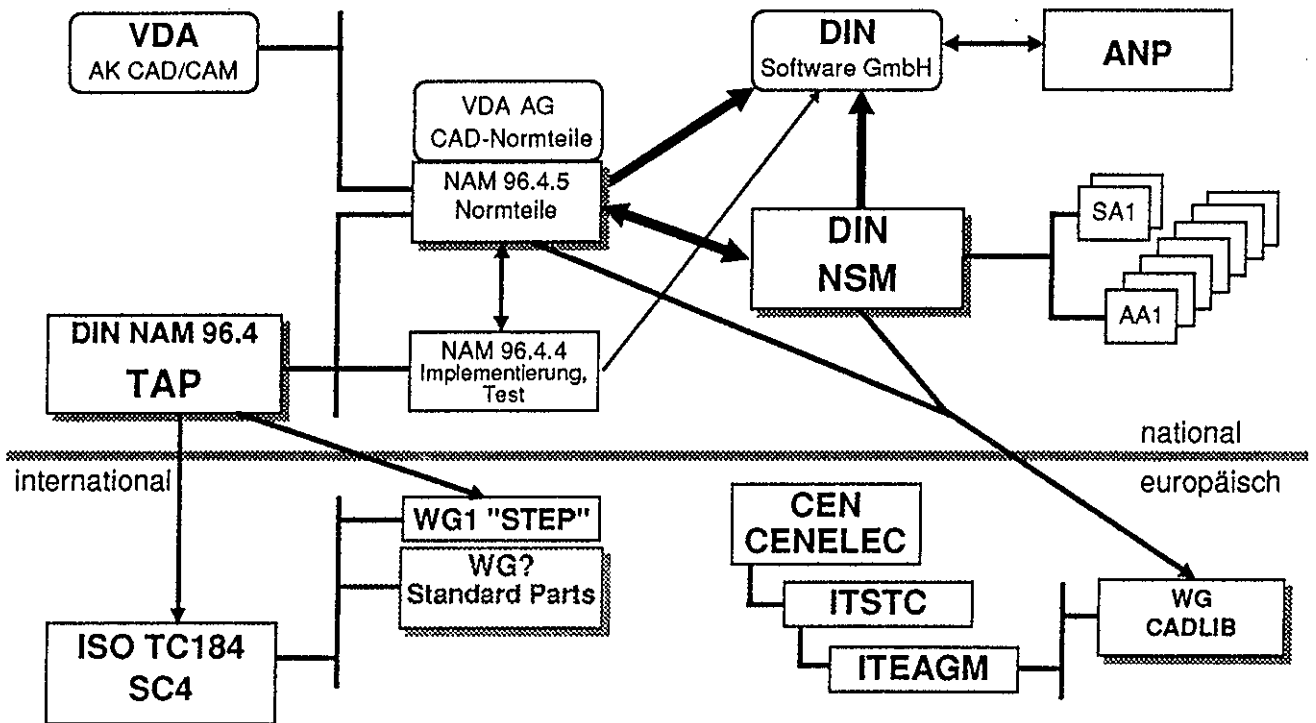 VDA
AK CAD/CAM
DIN
Software GmbH
ANP
VDA AG
CAD-Normteile
NAM 96.4.5
Normteile
DIN
NSM
SA1
AA1
DIN NAM 96.4
TAP
NAM 96.4.4
Implementierung,
Test
national
international
europäisch
WG1 "STEP"
WG?
Standard Parts
CEN
CENELEC
ITSTC
ITEAGM
WG
CADLIB
ISO TC184
SC4